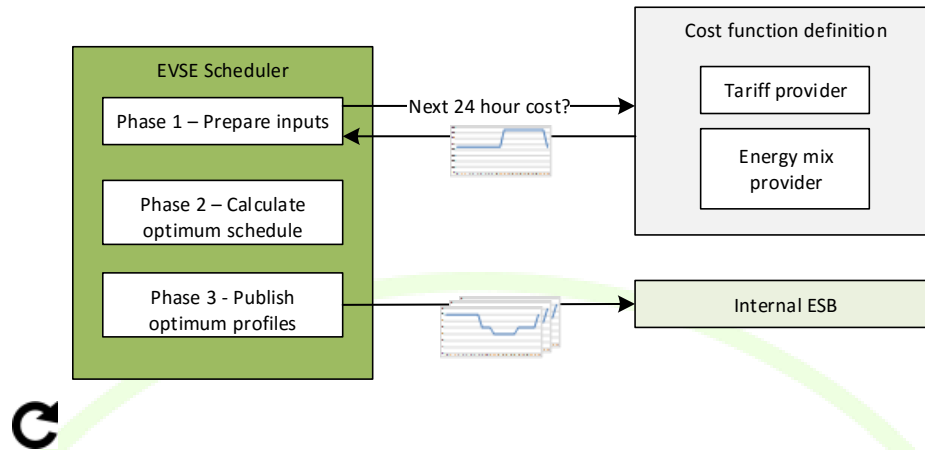 Cost function definition
EVSE Scheduler
Tariff provider
Next 24 hour cost?
Phase 1 – Prepare inputs
Energy mix
provider
Phase 2 – Calculate
optimum schedule
Phase 3 - Publish
optimum profiles
Internal ESB